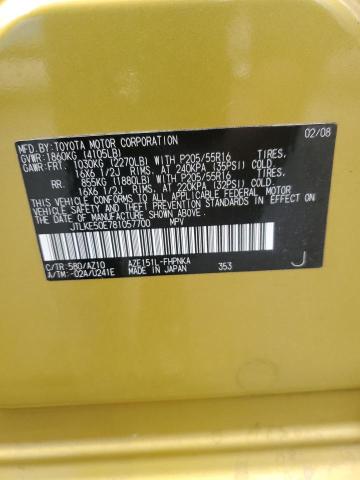 MFD.BY:TOYOTA MOTOR CORPORATION 02/08
GVWR:1860KG (4105LB)
GAWR:FRT. 1030KG (2270LB) WITH P205/55R16
16X6 1/2J RIMS, AT 240KPA (35PSI) COLD.
RR. 855KG (1880LB) WITH P205/55R16
16X6 1/2J RIMS, AT 220KPA (32PSI) COLD.
THIS VEHICLE CONFORMS TO ALL APPLICABLE FEDERAL MOTOR
VEHICLE SAFETY AND THEFT PREVENTION STANDARDS IN
EFFECT ON THE DATE OF MANUFACTURE SHOWN ABOVE.
JTLKE50E781057700 MPV
C/TR:5B0/AZ10 AZE151L-FHPNKA
A/TM:-02A/U241E MADE IN JAPAN 353 J